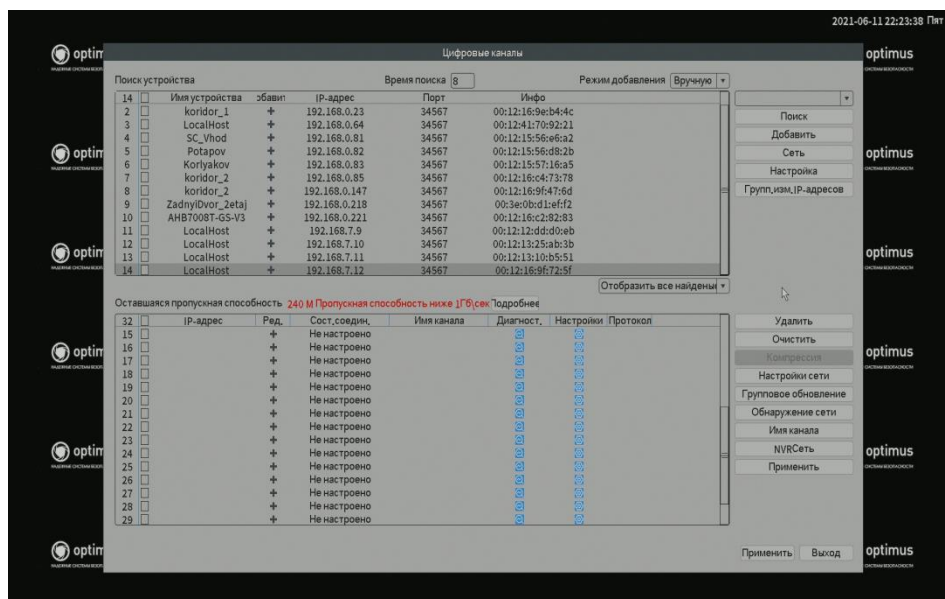 2021-06-11 22:23:38 Пят
Цифровые каналы
optim
optimus
Поиск устройства Время поиска 8 Режим добавления Вручную
14 Имя устройства обавит IP-адрес Порт Инфо
2 koridor_1 + 192.168.0.23 34567 00:12:16:9e:b4:4c
3 LocalHost + 192.168.0.64 34567 00:12:41:70:92:21
4 SC_Vhod + 192.168.0.81 34567 00:12:15:56:e6:a2
5 Potapov + 192.168.0.82 34567 00:12:15:56:d8:2b
6 Korlyakov + 192.168.0.83 34567 00:12:15:57:16:a5
7 koridor_2 + 192.168.0.85 34567 00:12:16:c4:73:78
8 koridor_2 + 192.168.0.147 34567 00:12:16:9f:47:6d
9 ZadnyiDvor_2etaj + 192.168.0.218 34567 00:3e:0b:d1:ef:f2
10 AHB7008T-GS-V3 + 192.168.0.221 34567 00:12:16:c2:82:83
11 LocalHost + 192.168.7.9 34567 00:12:12:dd:d0:eb
12 LocalHost + 192.168.7.10 34567 00:12:13:25:ab:3b
13 LocalHost + 192.168.7.11 34567 00:12:13:10:b5:51
14 LocalHost + 192.168.7.12 34567 00:12:16:9f:72:5f
Поиск
Добавить
Сеть
Настройка
Групп.изм.IP-адресов
optim
optimus
optim
optimus
Отобразить все найдены
Оставшаяся пропускная способность 240 M Пропускная способность ниже 1Гб\сек Подробнее
32 IP-адрес Ред. Сост.соедин. Имя канала Диагност. Настройки Протокол
15 + Не настроено
16 + Не настроено
17 + Не настроено
18 + Не настроено
19 + Не настроено
20 + Не настроено
21 + Не настроено
22 + Не настроено
23 + Не настроено
24 + Не настроено
25 + Не настроено
26 + Не настроено
27 + Не настроено
28 + Не настроено
29 + Не настроено
Удалить
Очистить
Компрессия
Настройки сети
Групповое обновление
Обнаружение сети
Имя канала
NVRСеть
Применить
optim
optimus
optim
optimus
Применить Выход
optim
optimus
СИСТЕМЫ БЕЗОПАСНОСТИ